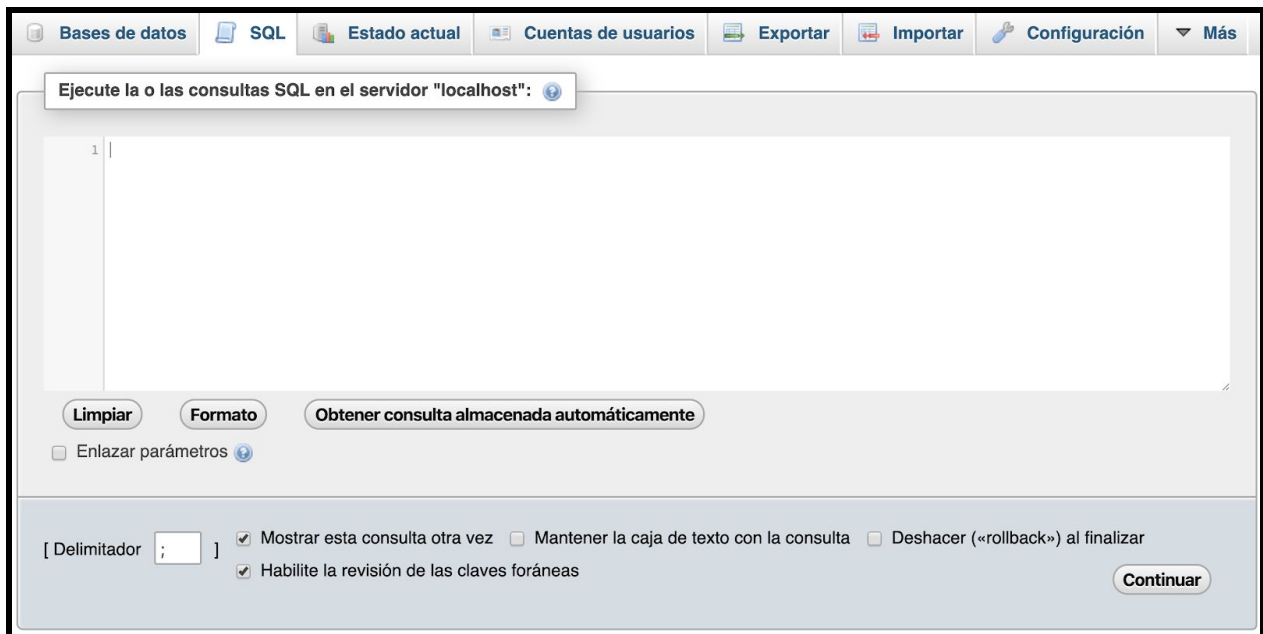 Bases de datos SQL Estado actual Cuentas de usuarios Exportar Importar Configuración Más
Ejecute la o las consultas SQL en el servidor "localhost":
1
Limpiar Formato Obtener consulta almacenada automáticamente
Enlazar parámetros
[ Delimitador ; ] Mostrar esta consulta otra vez Mantener la caja de texto con la consulta Deshacer («rollback») al finalizar
Habilite la revisión de las claves foráneas
Continuar